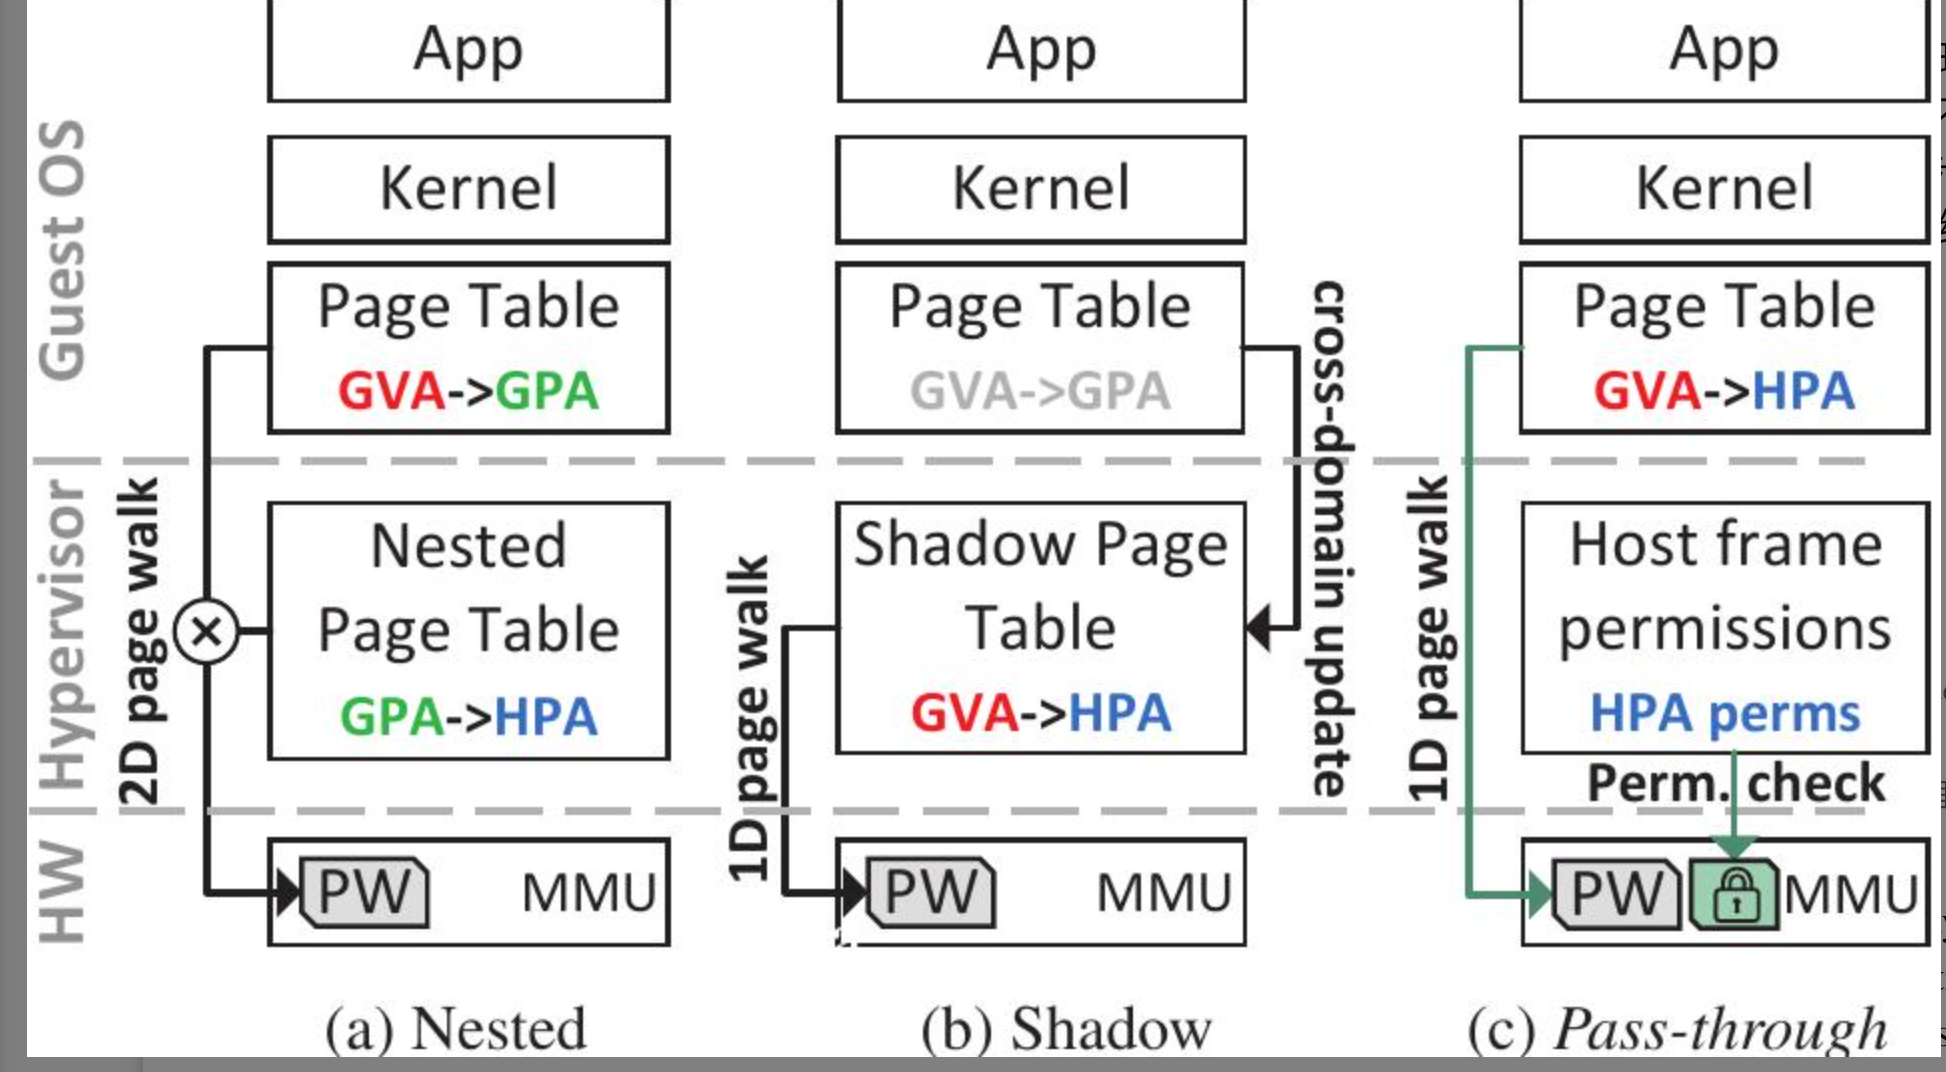 Guest OS
Hypervisor
HW
App
Kernel
Page Table
GVA->GPA
2D page walk
Nested
Page Table
GPA->HPA
PW
MMU
(a) Nested
App
Kernel
Page Table
GVA->GPA
cross-domain update
Shadow Page
Table
GVA->HPA
1D page walk
PW
MMU
(b) Shadow
App
Kernel
Page Table
GVA->HPA
1D page walk
Host frame
permissions
HPA perms
Perm. check
PW
MMU
(c) Pass-through